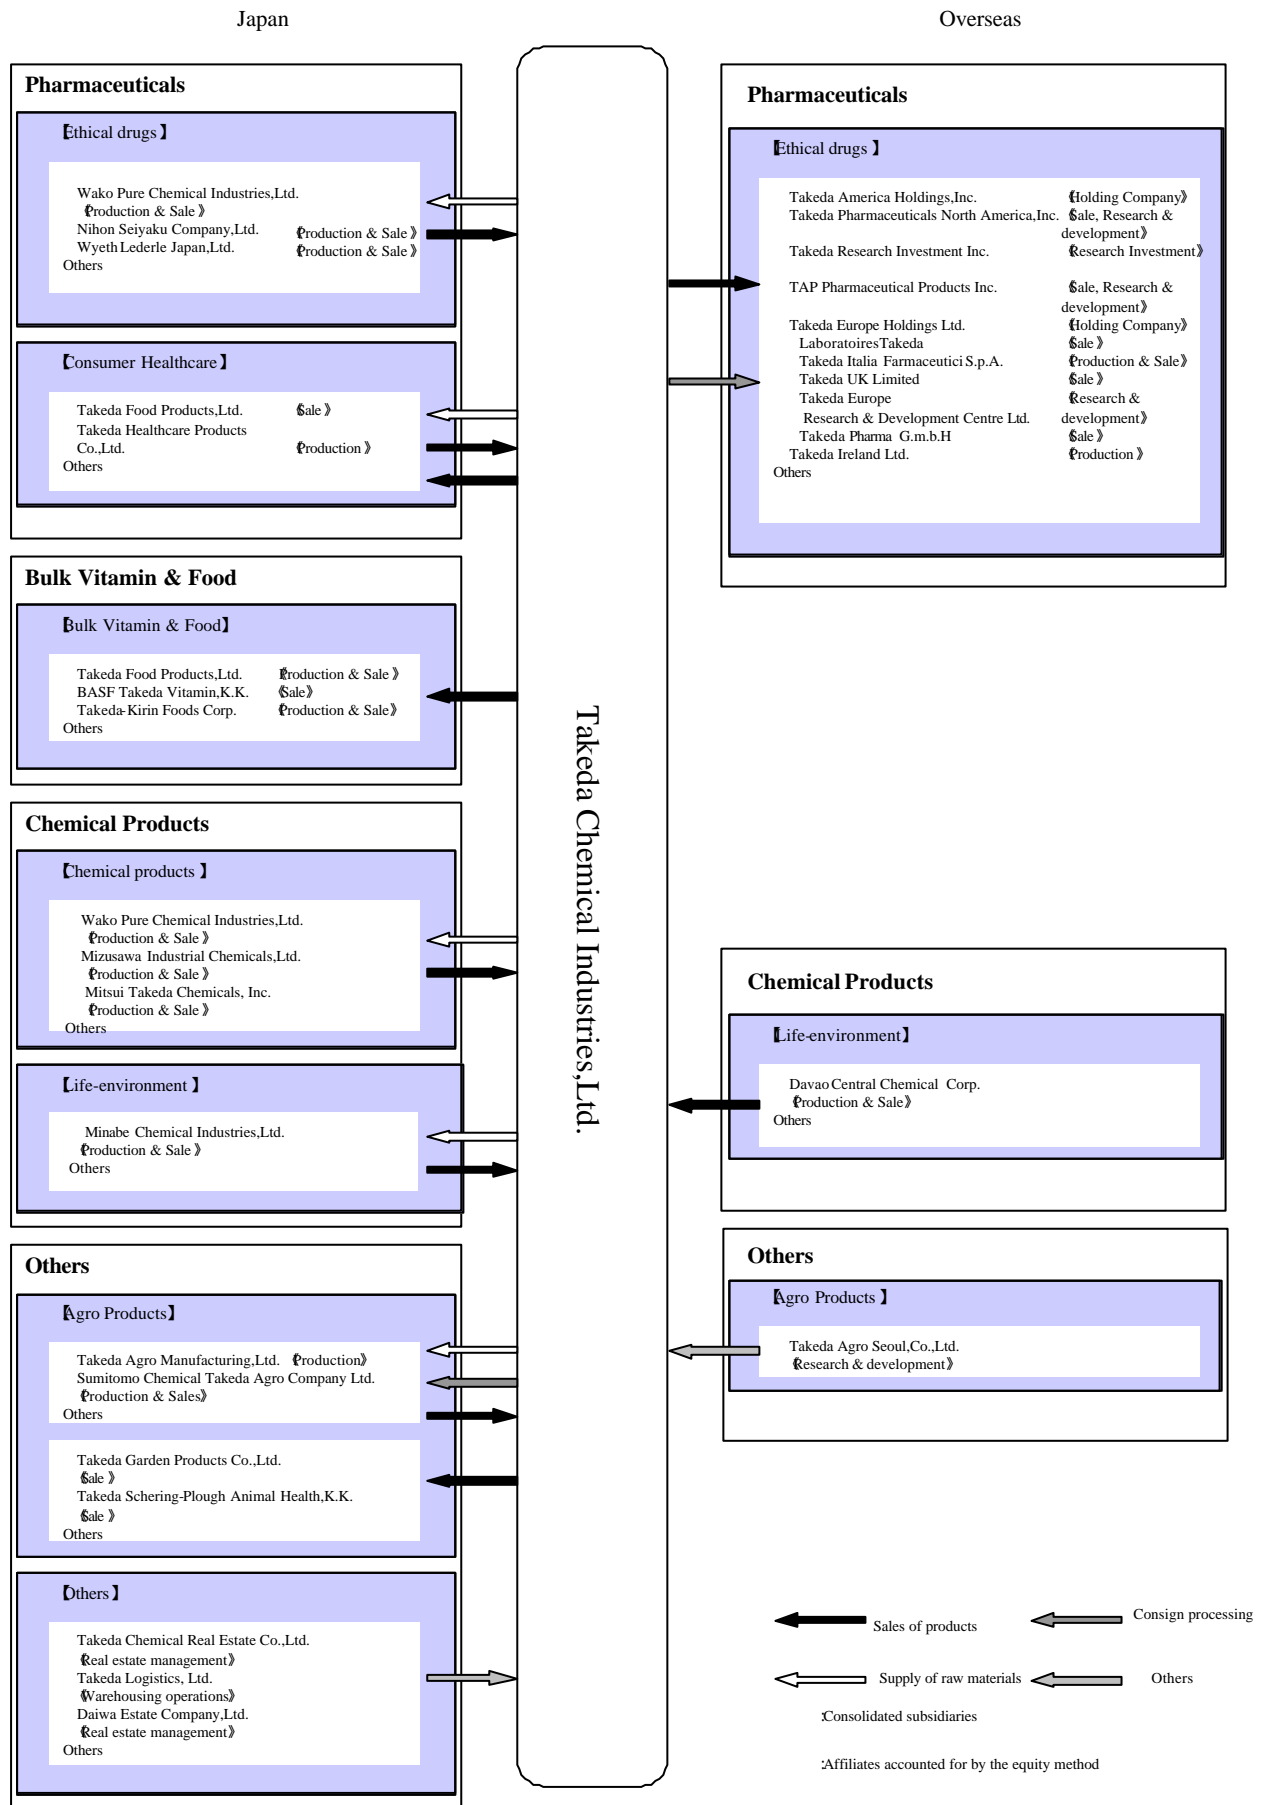 Japan
Overseas
Pharmaceuticals
【Ethical drugs】
Wako Pure Chemical Industries,Ltd.
《Production & Sale》
Nihon Seiyaku Company,Ltd. 《Production & Sale》
Wyeth Lederle Japan,Ltd. 《Production & Sale》
Others
【Consumer Healthcare】
Takeda Food Products,Ltd. 《Sale》
Takeda Healthcare Products
Co.,Ltd. 《Production》
Others
Bulk Vitamin & Food
【Bulk Vitamin & Food】
Takeda Food Products,Ltd. 《Production & Sale》
BASF Takeda Vitamin,K.K. 《Sale》
Takeda-Kirin Foods Corp. 《Production & Sale》
Others
Chemical Products
【Chemical products】
Wako Pure Chemical Industries,Ltd.
《Production & Sale》
Mizusawa Industrial Chemicals,Ltd.
《Production & Sale》
Mitsui Takeda Chemicals, Inc.
《Production & Sale》
Others
【Life-environment】
Minabe Chemical Industries,Ltd.
《Production & Sale》
Others
Others
【Agro Products】
Takeda Agro Manufacturing,Ltd. 《Production》
Sumitomo Chemical Takeda Agro Company Ltd.
《Production & Sales》
Others
Takeda Garden Products Co.,Ltd.
《Sale》
Takeda Schering-Plough Animal Health,K.K.
《Sale》
Others
【Others】
Takeda Chemical Real Estate Co.,Ltd.
《Real estate management》
Takeda Logistics, Ltd.
《Warehousing operations》
Daiwa Estate Company,Ltd.
《Real estate management》
Others
Takeda Chemical Industries,Ltd.
Pharmaceuticals
【Ethical drugs】
Takeda America Holdings,Inc. 《Holding Company》
Takeda Pharmaceuticals North America,Inc. 《Sale, Research &
development》
Takeda Research Investment Inc. 《Research Investment》
TAP Pharmaceutical Products Inc. 《Sale, Research &
development》
Takeda Europe Holdings Ltd. 《Holding Company》
Laboratoires Takeda 《Sale》
Takeda Italia Farmaceutici S.p.A. 《Production & Sale》
Takeda UK Limited 《Sale》
Takeda Europe 《Research &
Research & Development Centre Ltd. development》
Takeda Pharma G.m.b.H 《Sale》
Takeda Ireland Ltd. 《Production》
Others
Chemical Products
【Life-environment】
Davao Central Chemical Corp.
《Production & Sale》
Others
Others
【Agro Products】
Takeda Agro Seoul,Co.,Ltd.
《Research & development》
Sales of products
Consign processing
Supply of raw materials
Others
:Consolidated subsidiaries
:Affiliates accounted for by the equity method